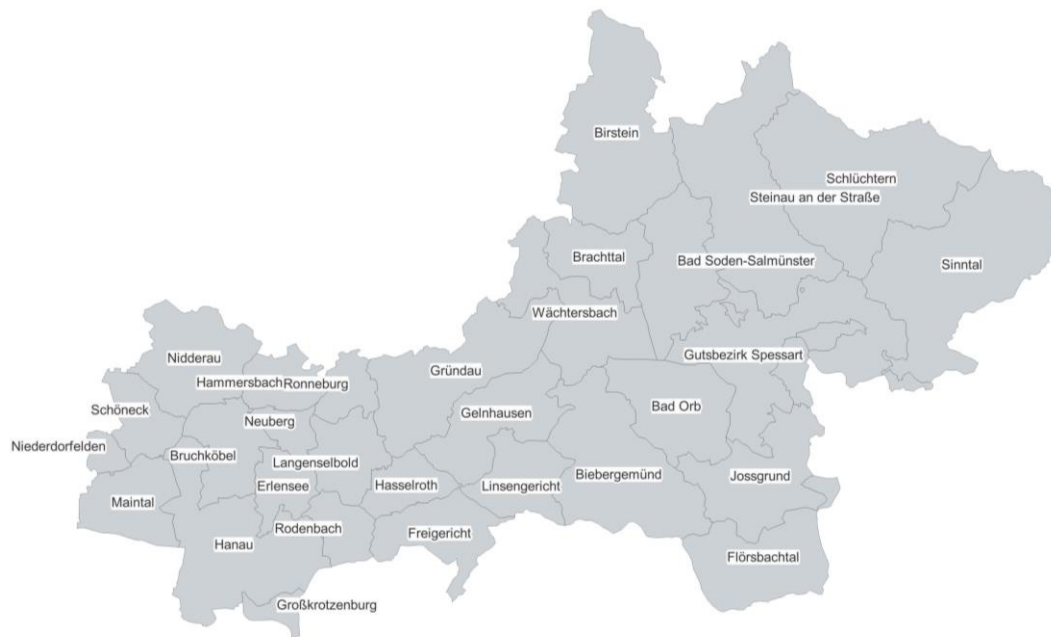 Birstein
Schlüchtern
Steinau an der Straße
Brachttal
Bad Soden-Salmünster
Sinntal
Wächtersbach
Nidderau
Gutsbezirk Spessart
Gründau
Hammersbach
Ronneburg
Schöneck
Bad Orb
Gelnhausen
Neuberg
Niederdorfelden
Bruchköbel
Langenselbold
Biebergemünd
Jossgrund
Erlensee
Hasselroth
Linsengericht
Maintal
Rodenbach
Freigericht
Hanau
Flörsbachtal
Großkrotzenburg